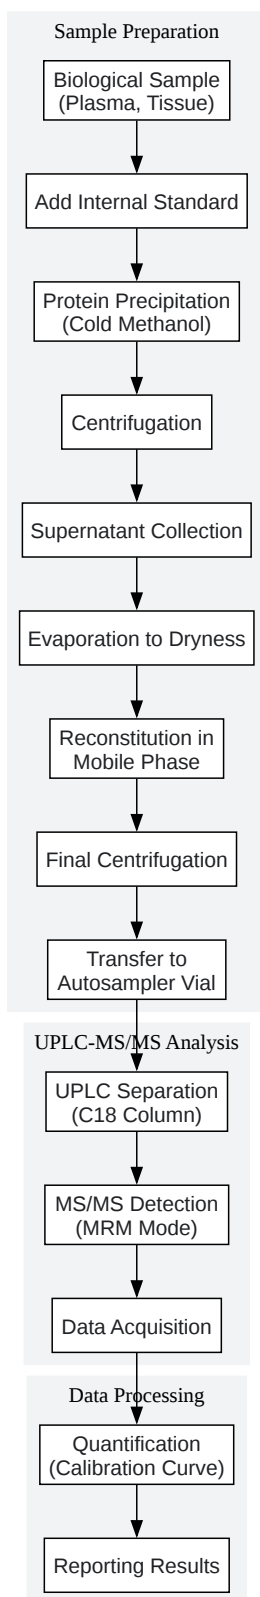 Sample Preparation
Biological Sample
(Plasma, Tissue)
Add Internal Standard
Protein Precipitation
(Cold Methanol)
Centrifugation
Supernatant Collection
Evaporation to Dryness
Reconstitution in
Mobile Phase
Final Centrifugation
Transfer to
Autosampler Vial
UPLC-MS/MS Analysis
UPLC Separation
(C18 Column)
MS/MS Detection
(MRM Mode)
Data Acquisition
Data Processing
Quantification
(Calibration Curve)
Reporting Results